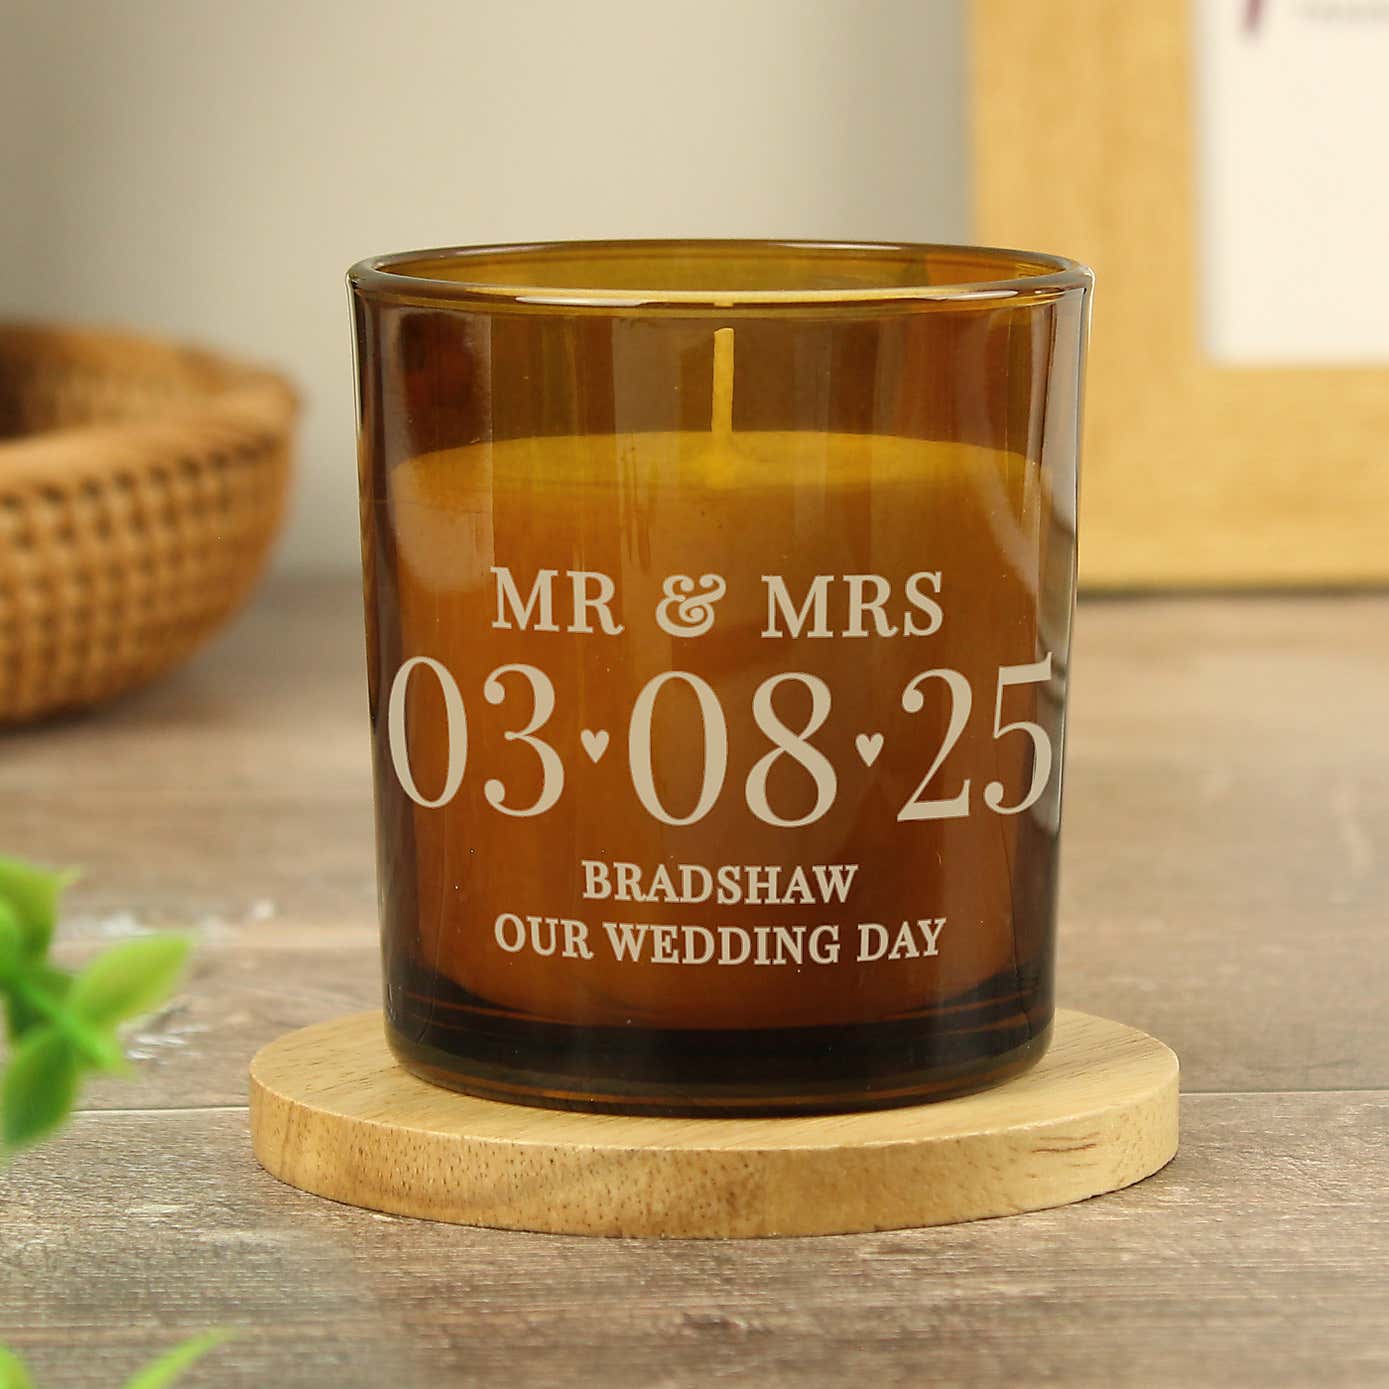 MR & MRS
03♥08♥25
BRADSHAW
OUR WEDDING DAY